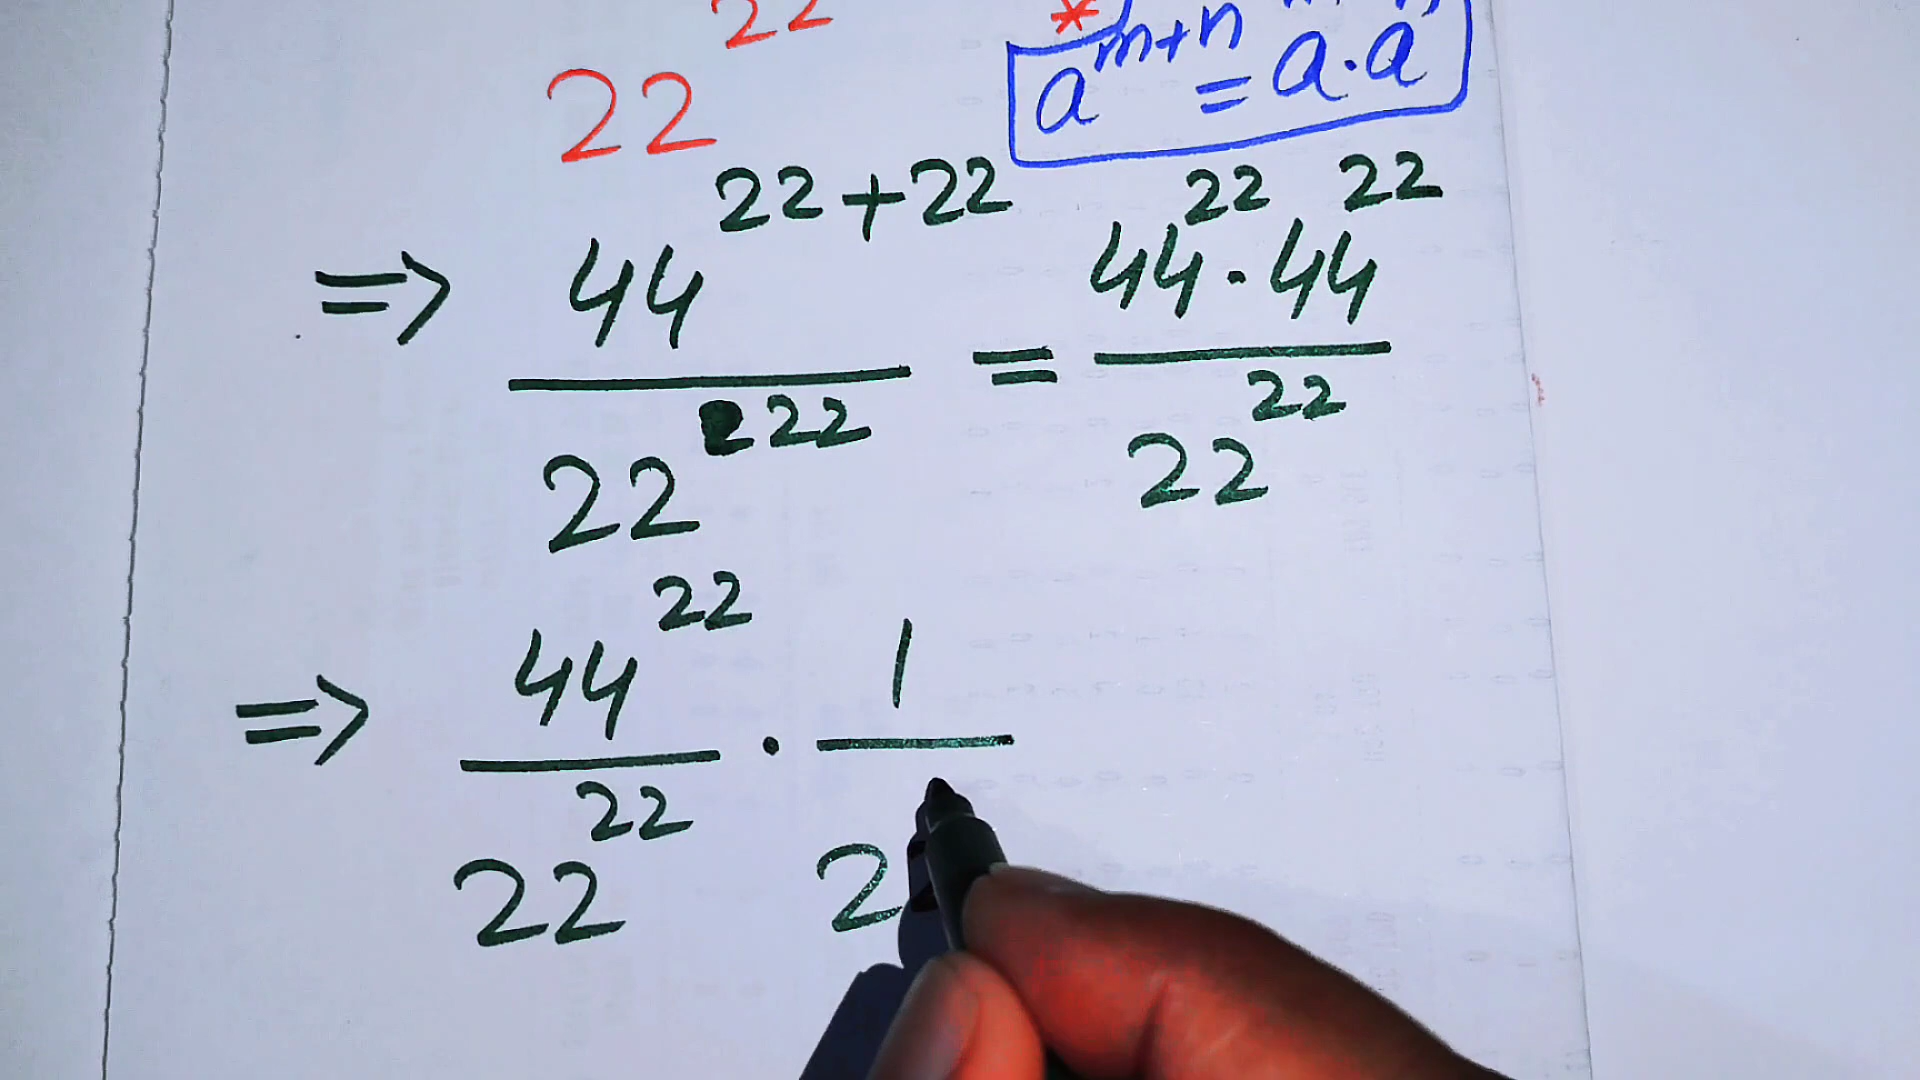 22^22
* a^{m+n} = a · a
=> 44^{22+22} / 22^22 = 44^22 · 44^22 / 22^22
=> 44^22 / 22^22 · 1 / 2